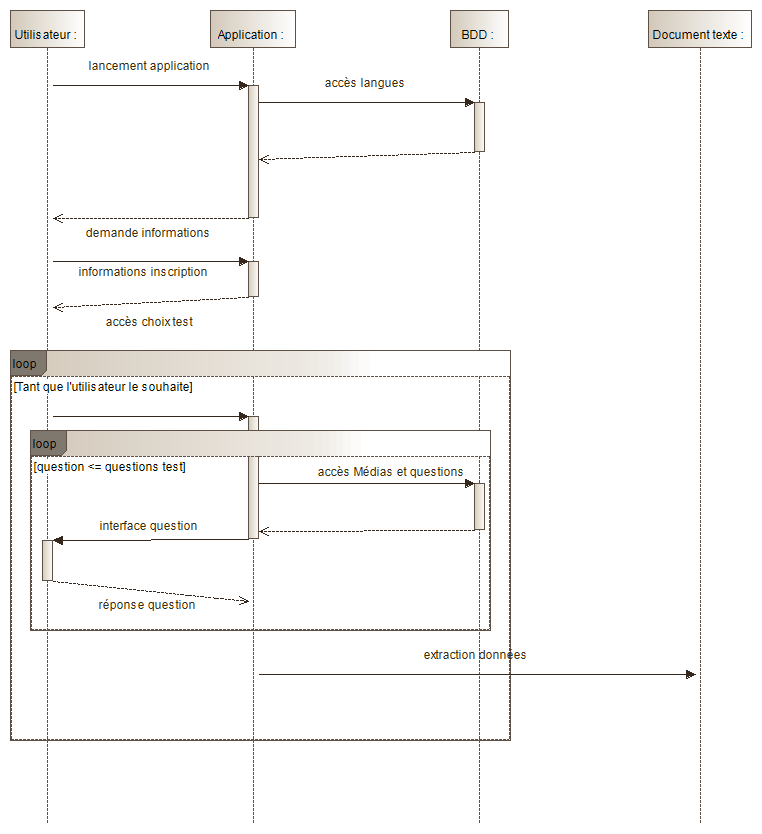 Utilisateur :
Application :
BDD :
Document texte :
lancement application
accès langues
demande informations
informations inscription
accès choix test
loop
[Tant que l'utilisateur le souhaite]
loop
[question <= questions test]
accès Médias et questions
interface question
réponse question
extraction données